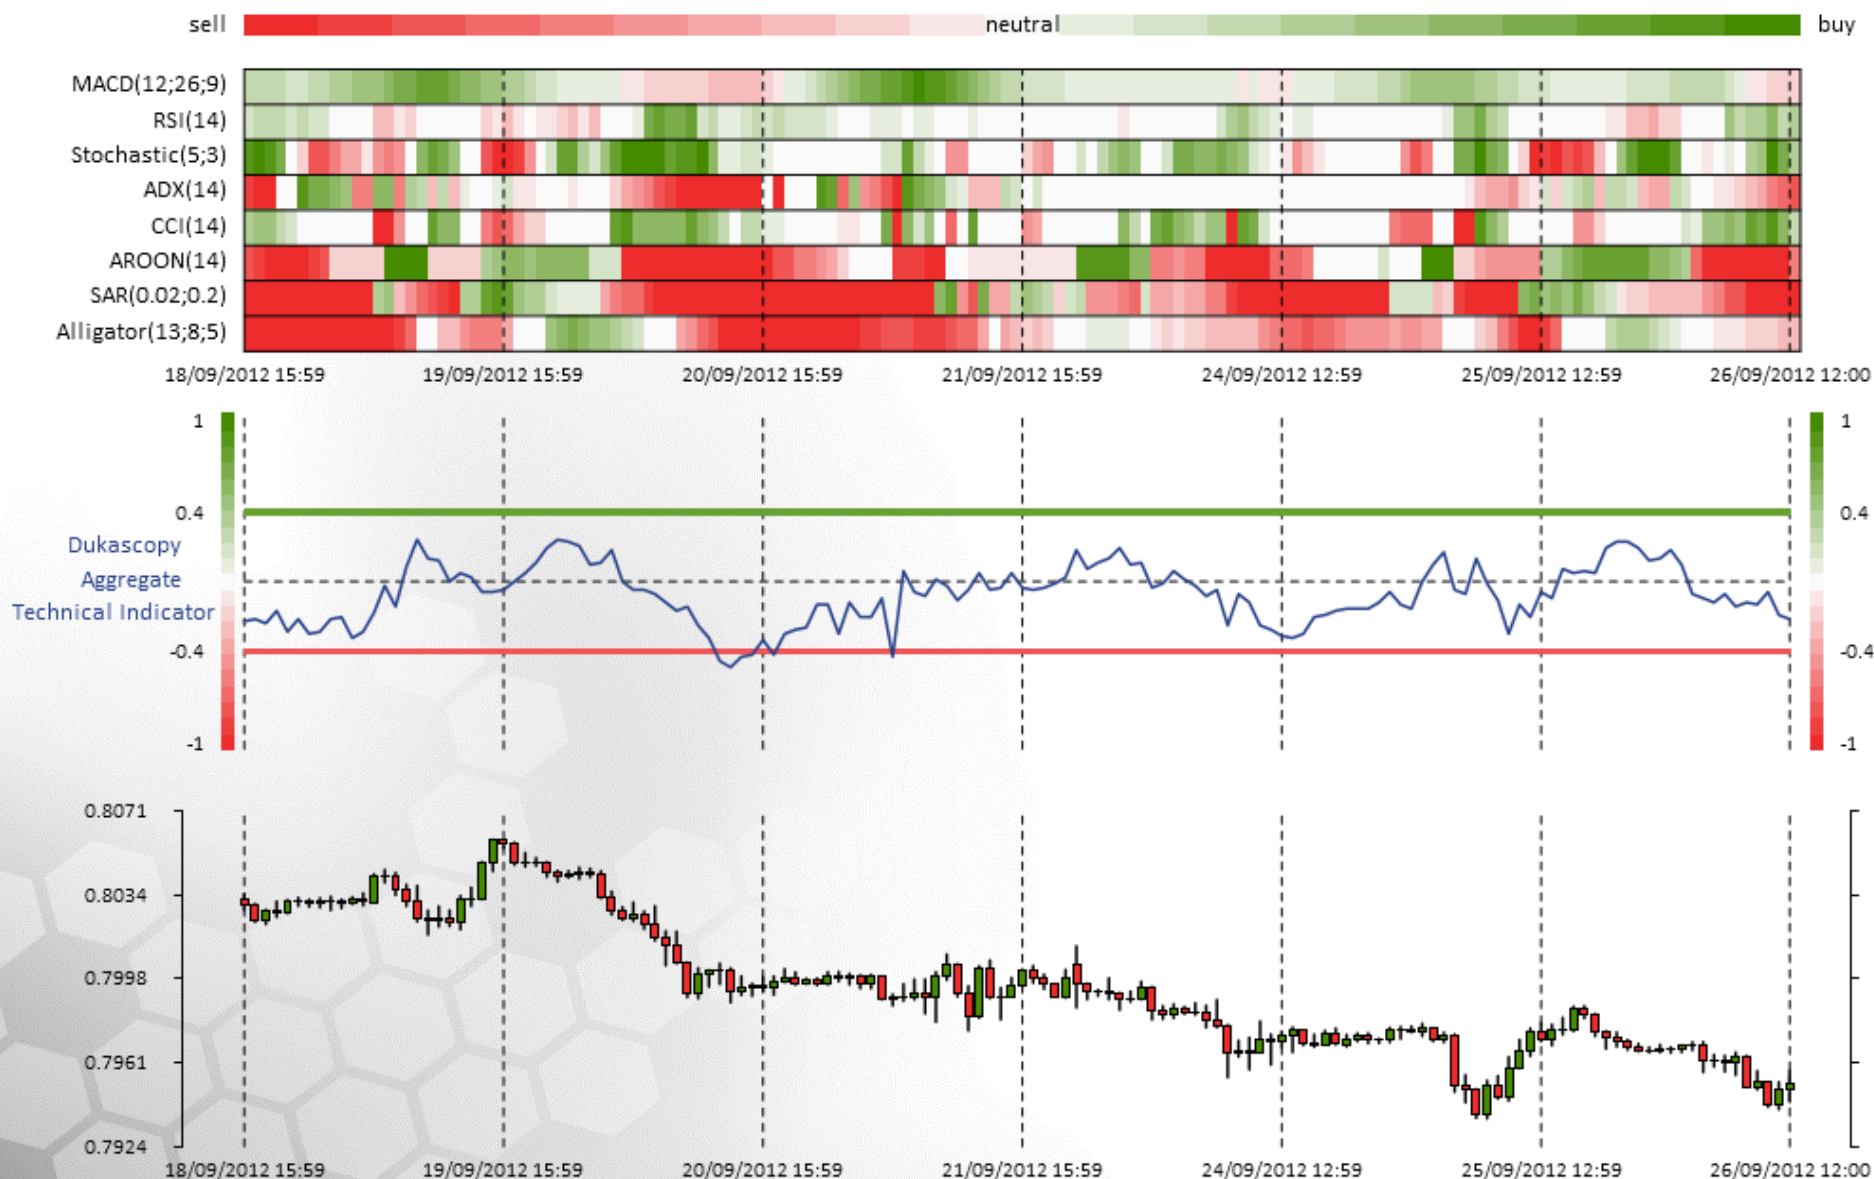 sell neutral buy
MACD(12;26;9)
RSI(14)
Stochastic(5;3)
ADX(14)
CCI(14)
AROON(14)
SAR(0.02;0.2)
Alligator(13;8;5)
18/09/2012 15:59 19/09/2012 15:59 20/09/2012 15:59 21/09/2012 15:59 24/09/2012 12:59 25/09/2012 12:59 26/09/2012 12:00
1 1
0.4 0.4
Dukascopy
Aggregate
Technical Indicator
-0.4 -0.4
-1 -1
0.8071
0.8034
0.7998
0.7961
0.7924
18/09/2012 15:59 19/09/2012 15:59 20/09/2012 15:59 21/09/2012 15:59 24/09/2012 12:59 25/09/2012 12:59 26/09/2012 12:00